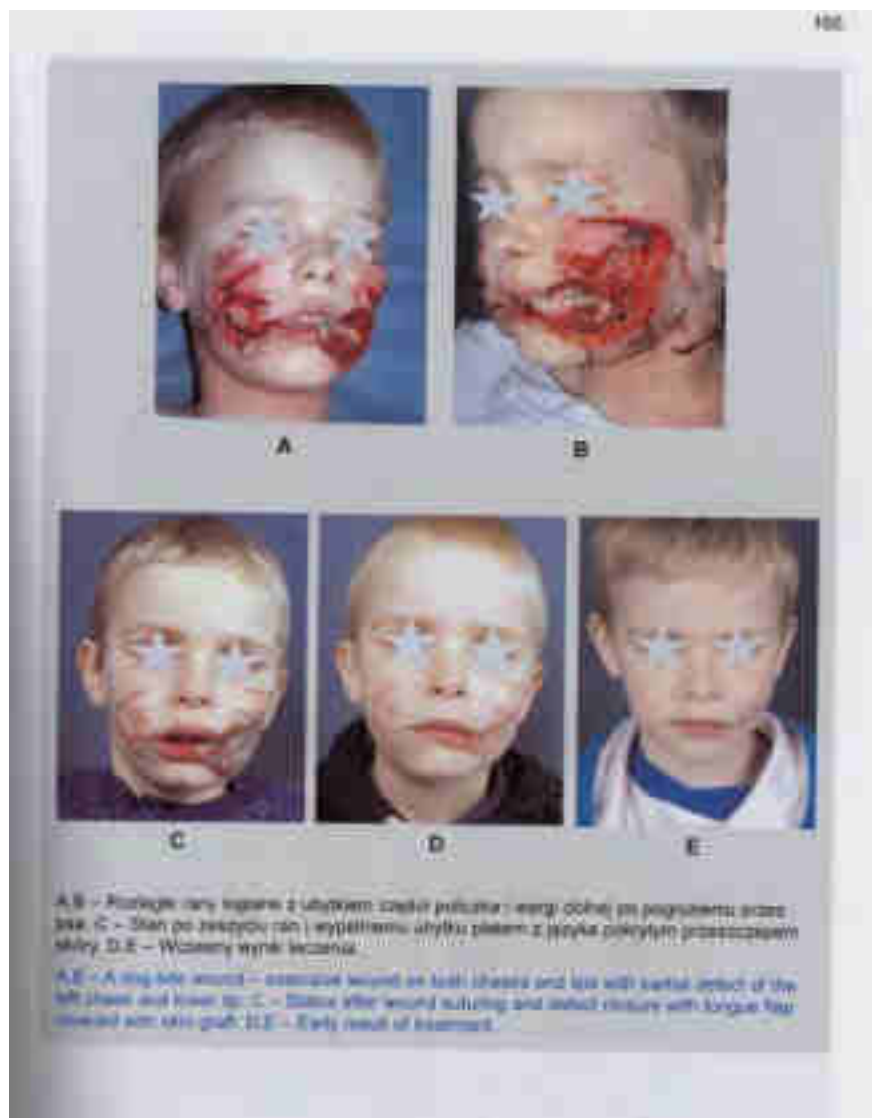 A
B
C
D
E
A,B – Rozległe rany kąsane z ubytkiem części policzka i wargi dolnej po pogryzieniu przez
psa. C – Stan po zeszyciu ran i wypełnieniu ubytku płatem z języka pokrytym przeszczepem
skóry. D,E – Wczesny wynik leczenia.
A,B – A dog bite wound – extensive wound on both cheeks and lips with partial defect of the
left cheek and lower lip. C – Status after wound suturing and defect closure with tongue flap
covered with skin graft. D,E – Early result of treatment.